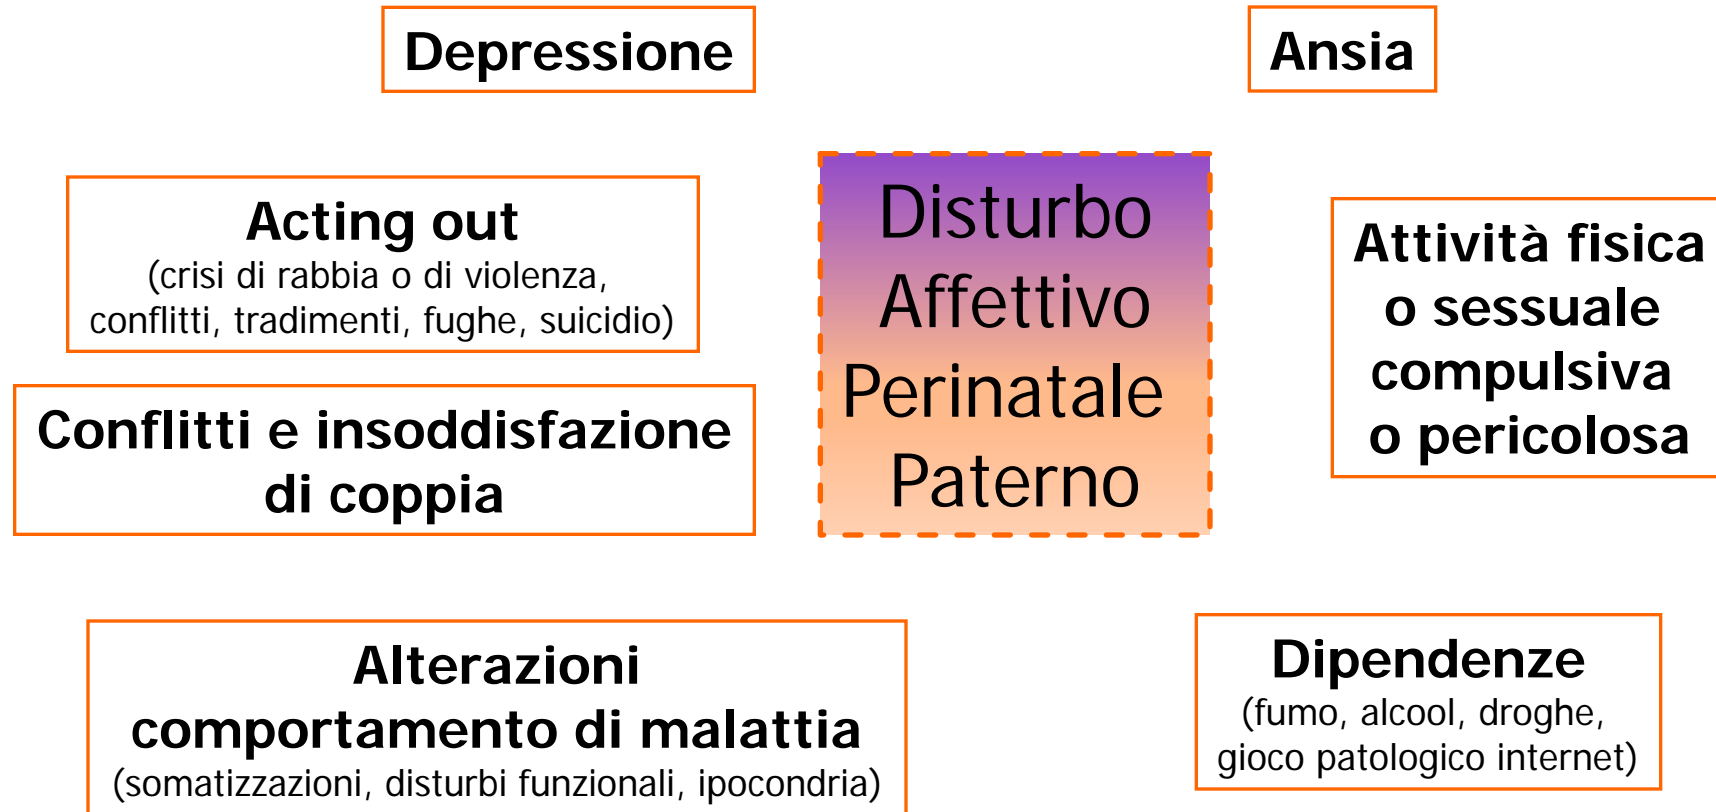 Depressione
Ansia
Acting out
(crisi di rabbia o di violenza,
conflitti, tradimenti, fughe, suicidio)
Disturbo
Affettivo
Perinatale
Paterno
Attività fisica
o sessuale
compulsiva
o pericolosa
Conflitti e insoddisfazione
di coppia
Alterazioni
comportamento di malattia
(somatizzazioni, disturbi funzionali, ipocondria)
Dipendenze
(fumo, alcool, droghe,
gioco patologico internet)